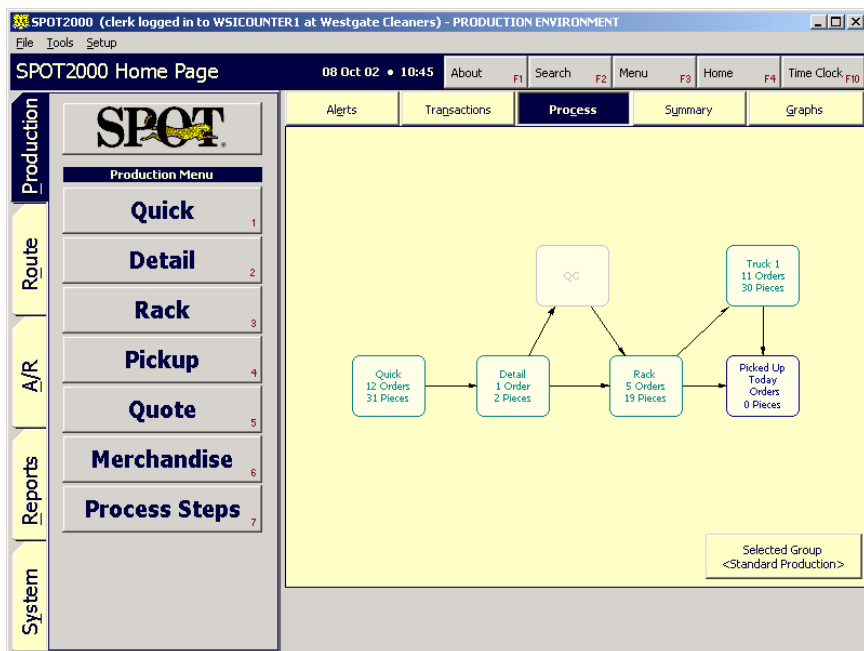 SPOT2000 (clerk logged in to WSICOUNTER1 at Westgate Cleaners) - PRODUCTION ENVIRONMENT
File Tools Setup
SPOT2000 Home Page 08 Oct 02 • 10:45 About F1 Search F2 Menu F3 Home F4 Time Clock F10
Production
Route
A/R
Reports
System
SPOT.
Production Menu
Quick 1
Detail 2
Rack 3
Pickup 4
Quote 5
Merchandise 6
Process Steps 7
Alerts Transactions Process Summary Graphs
QC
Truck 1
11 Orders
30 Pieces
Quick
12 Orders
31 Pieces
Detail
1 Order
2 Pieces
Rack
5 Orders
19 Pieces
Picked Up
Today
Orders
0 Pieces
Selected Group
<Standard Production>